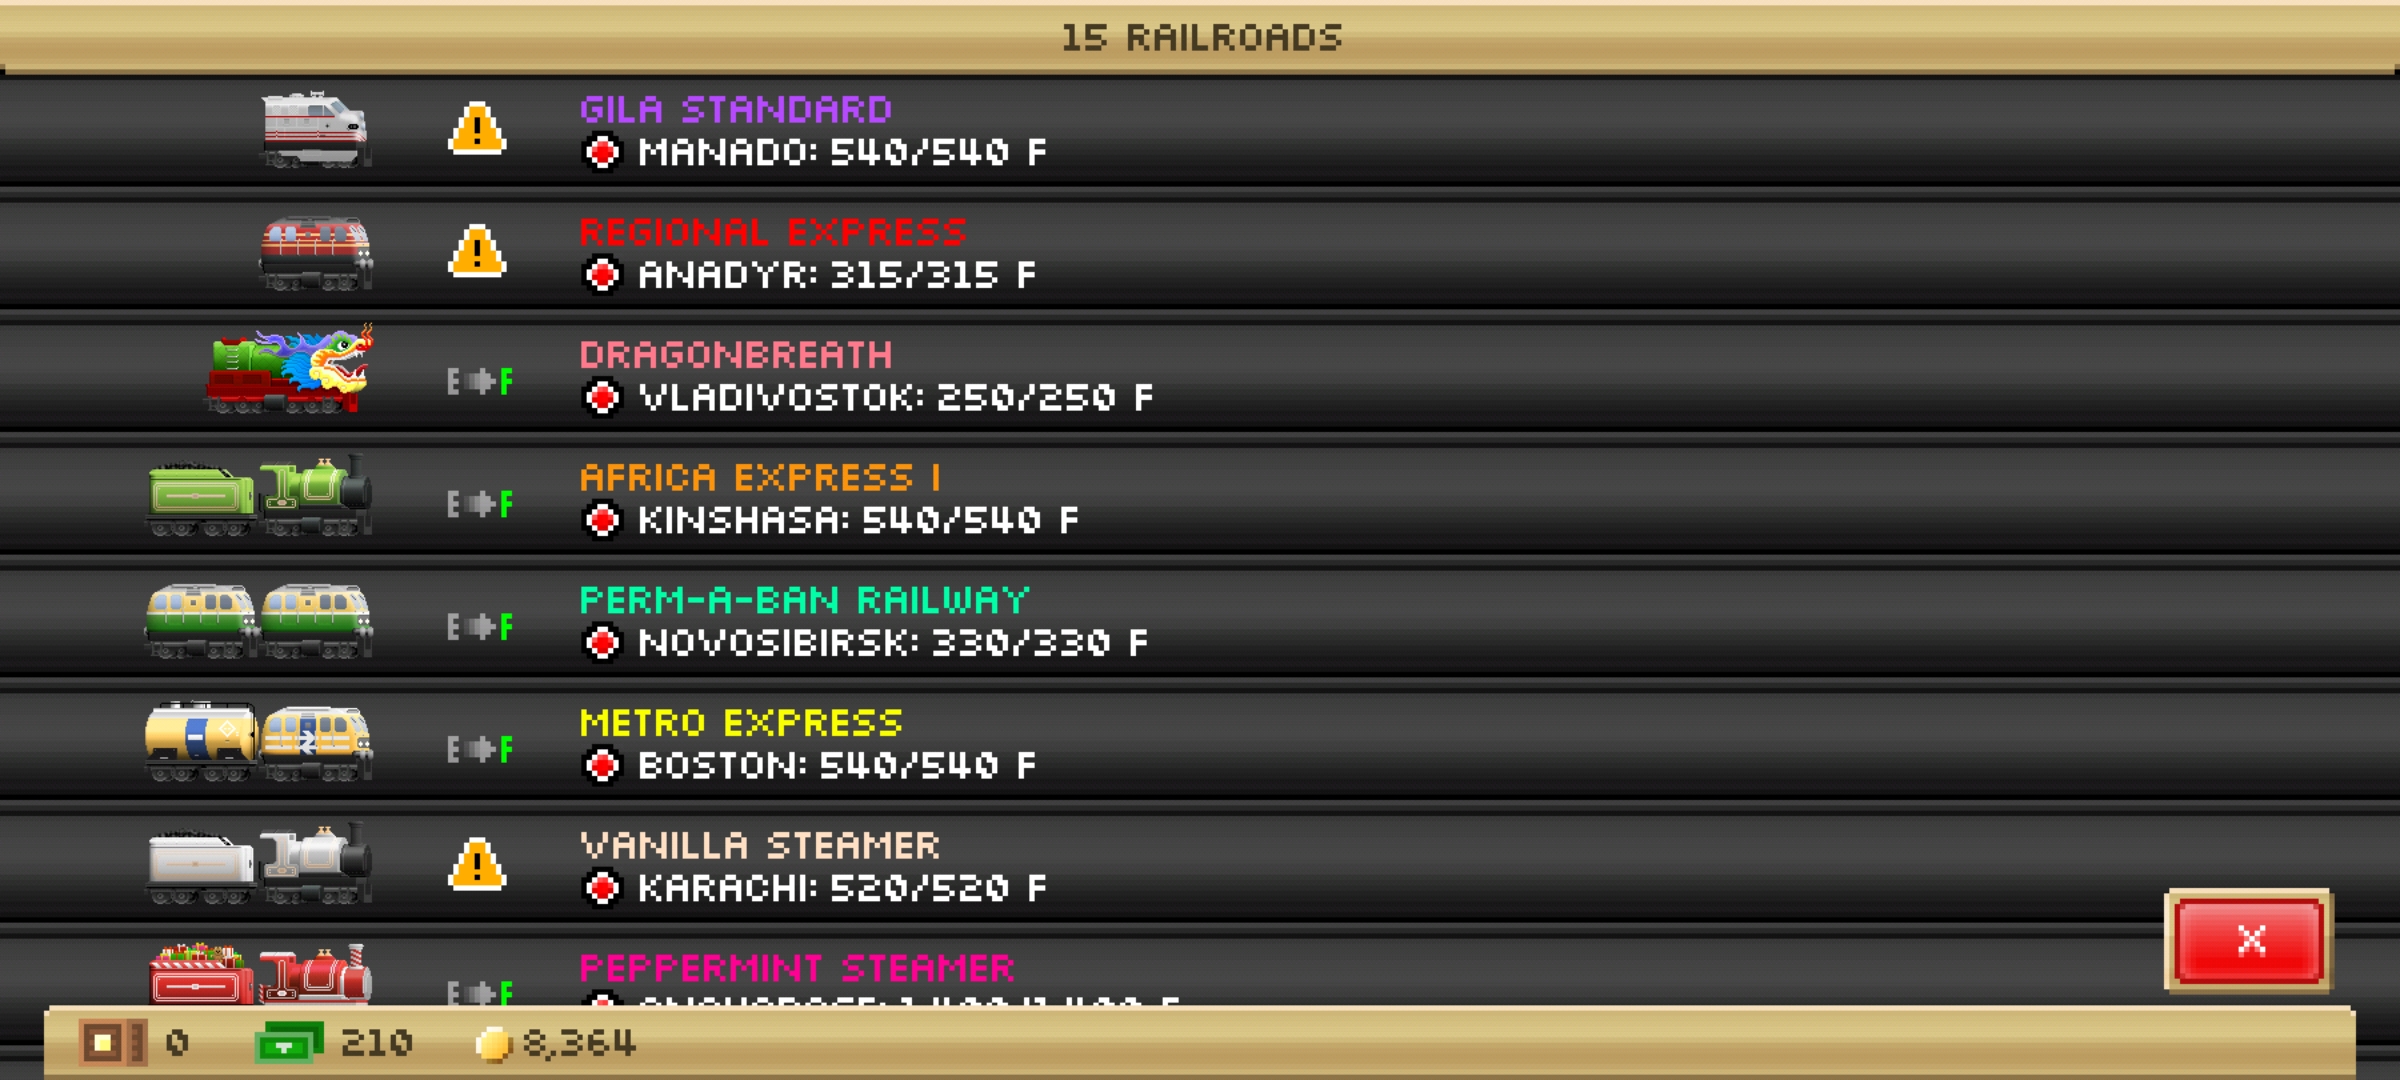 15 RAILROADS
GILA STANDARD
MANADO: 540/540 F
REGIONAL EXPRESS
ANADYR: 315/315 F
DRAGONBREATH
E F
VLADIVOSTOK: 250/250 F
AFRICA EXPRESS I
E F
KINSHASA: 540/540 F
PERM-A-BAN RAILWAY
E F
NOVOSIBIRSK: 330/330 F
METRO EXPRESS
E F
BOSTON: 540/540 F
VANILLA STEAMER
KARACHI: 520/520 F
PEPPERMINT STEAMER
E F
X
0 210 8,364